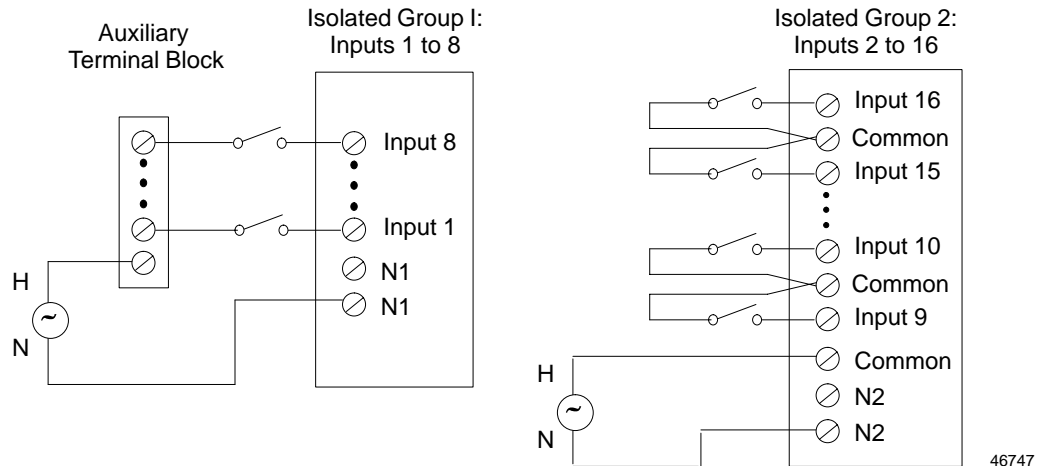 Auxiliary
Terminal Block
Isolated Group I:
Inputs 1 to 8
Input 8
Input 1
N1
N1
H
~
N
Isolated Group 2:
Inputs 2 to 16
Input 16
Common
Input 15
Input 10
Common
Input 9
Common
N2
N2
H
~
N
46747